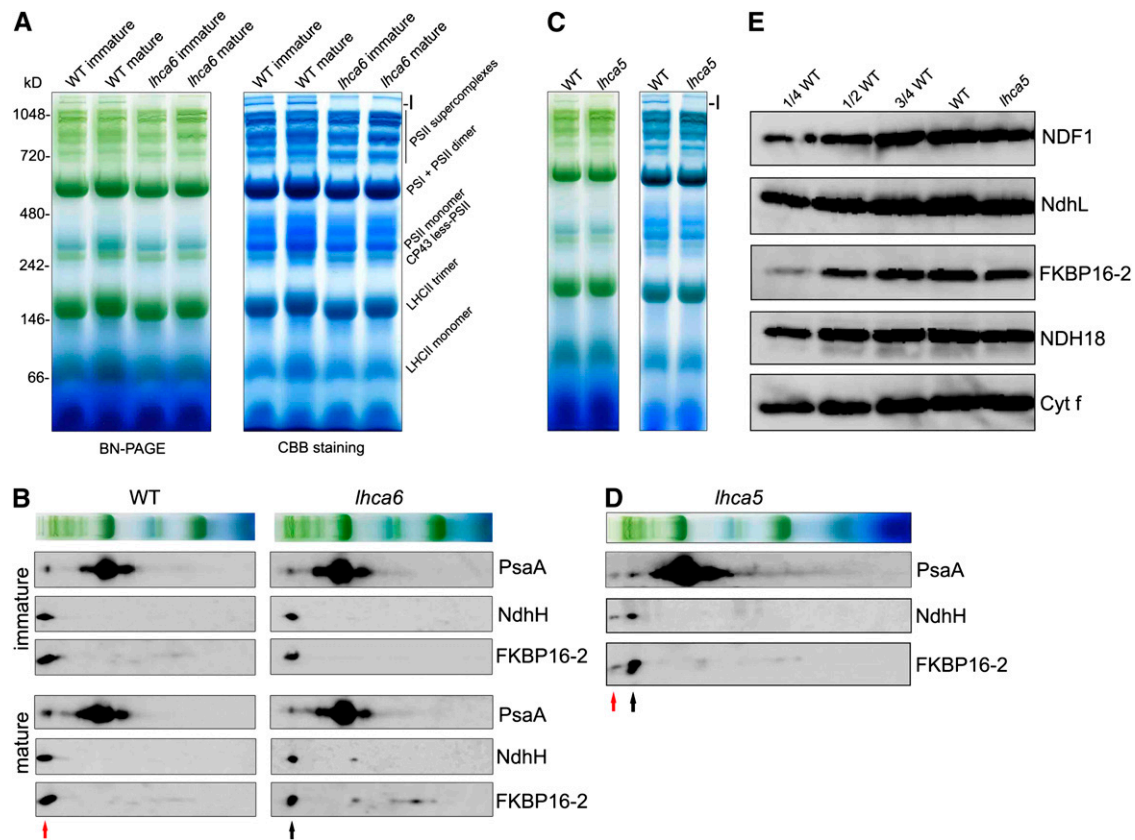 A
WT immature
WT mature
lhca6 immature
lhca6 mature
WT immature
WT mature
lhca6 immature
lhca6 mature
kD
1048-
720-
480-
242-
146-
66-
-I
PSII supercomplexes
PSI + PSII dimer
PSII monomer
CP43 less-PSII
LHCII trimer
LHCII monomer
BN-PAGE
CBB staining
C
WT
lhca5
WT
lhca5
-I
E
1/4 WT
1/2 WT
3/4 WT
WT
lhca5
NDF1
NdhL
FKBP16-2
NDH18
Cyt f
B
WT
lhca6
immature
PsaA
NdhH
FKBP16-2
mature
PsaA
NdhH
FKBP16-2
D
lhca5
PsaA
NdhH
FKBP16-2